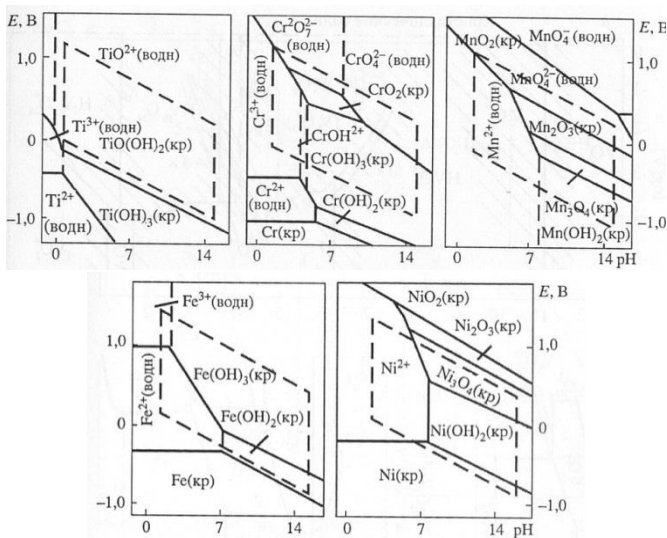 E, В
1,0
0
–1,0
TiO²⁺(водн)
Ti³⁺(водн)
TiO(OH)₂(кр)
Ti²⁺
(водн)
Ti(OH)₃(кр)
0
7
14
Cr²O₇²⁻
(водн)
CrO₄²⁻(водн)
CrO₂(кр)
Cr³⁺(водн)
CrOH²⁺
Cr(OH)₃(кр)
Cr²⁺
(водн)
Cr(OH)₂(кр)
Cr(кр)
0
7
14
MnO₂(кр)
MnO₄⁻(водн)
MnO₄²⁻(водн)
Mn²⁺(водн)
Mn₂O₃(кр)
Mn₃O₄(кр)
Mn(OH)₂(кр)
E, В
1,0
0
–1,0
0
7
14 pH
1,0
0
–1,0
Fe³⁺(водн)
Fe²⁺(водн)
Fe(OH)₃(кр)
Fe(OH)₂(кр)
Fe(кр)
0
7
14
NiO₂(кр)
Ni₂O₃(кр)
Ni²⁺
Ni₃O₄(кр)
Ni(OH)₂(кр)
Ni(кр)
E, В
1,0
0
–1,0
0
7
14 pH